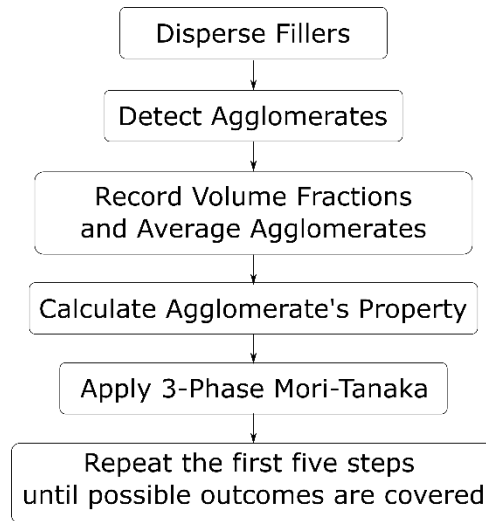 Disperse Fillers
Detect Agglomerates
Record Volume Fractions
and Average Agglomerates
Calculate Agglomerate's Property
Apply 3-Phase Mori-Tanaka
Repeat the first five steps
until possible outcomes are covered